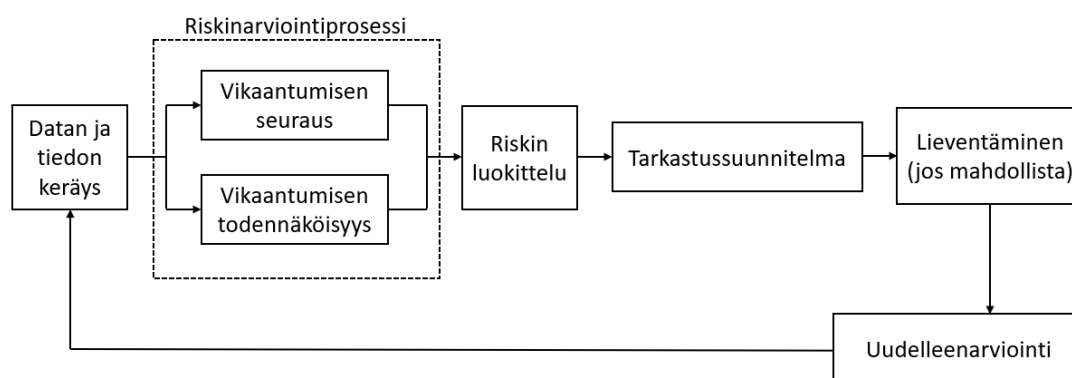 Riskinarviointiprosessi
Datan ja
tiedon
keräys
Vikaantumisen
seuraus
Vikaantumisen
todennäköisyys
Riskin
luokittelu
Tarkastussuunnitelma
Lieventäminen
(jos mahdollista)
Uudelleenarviointi